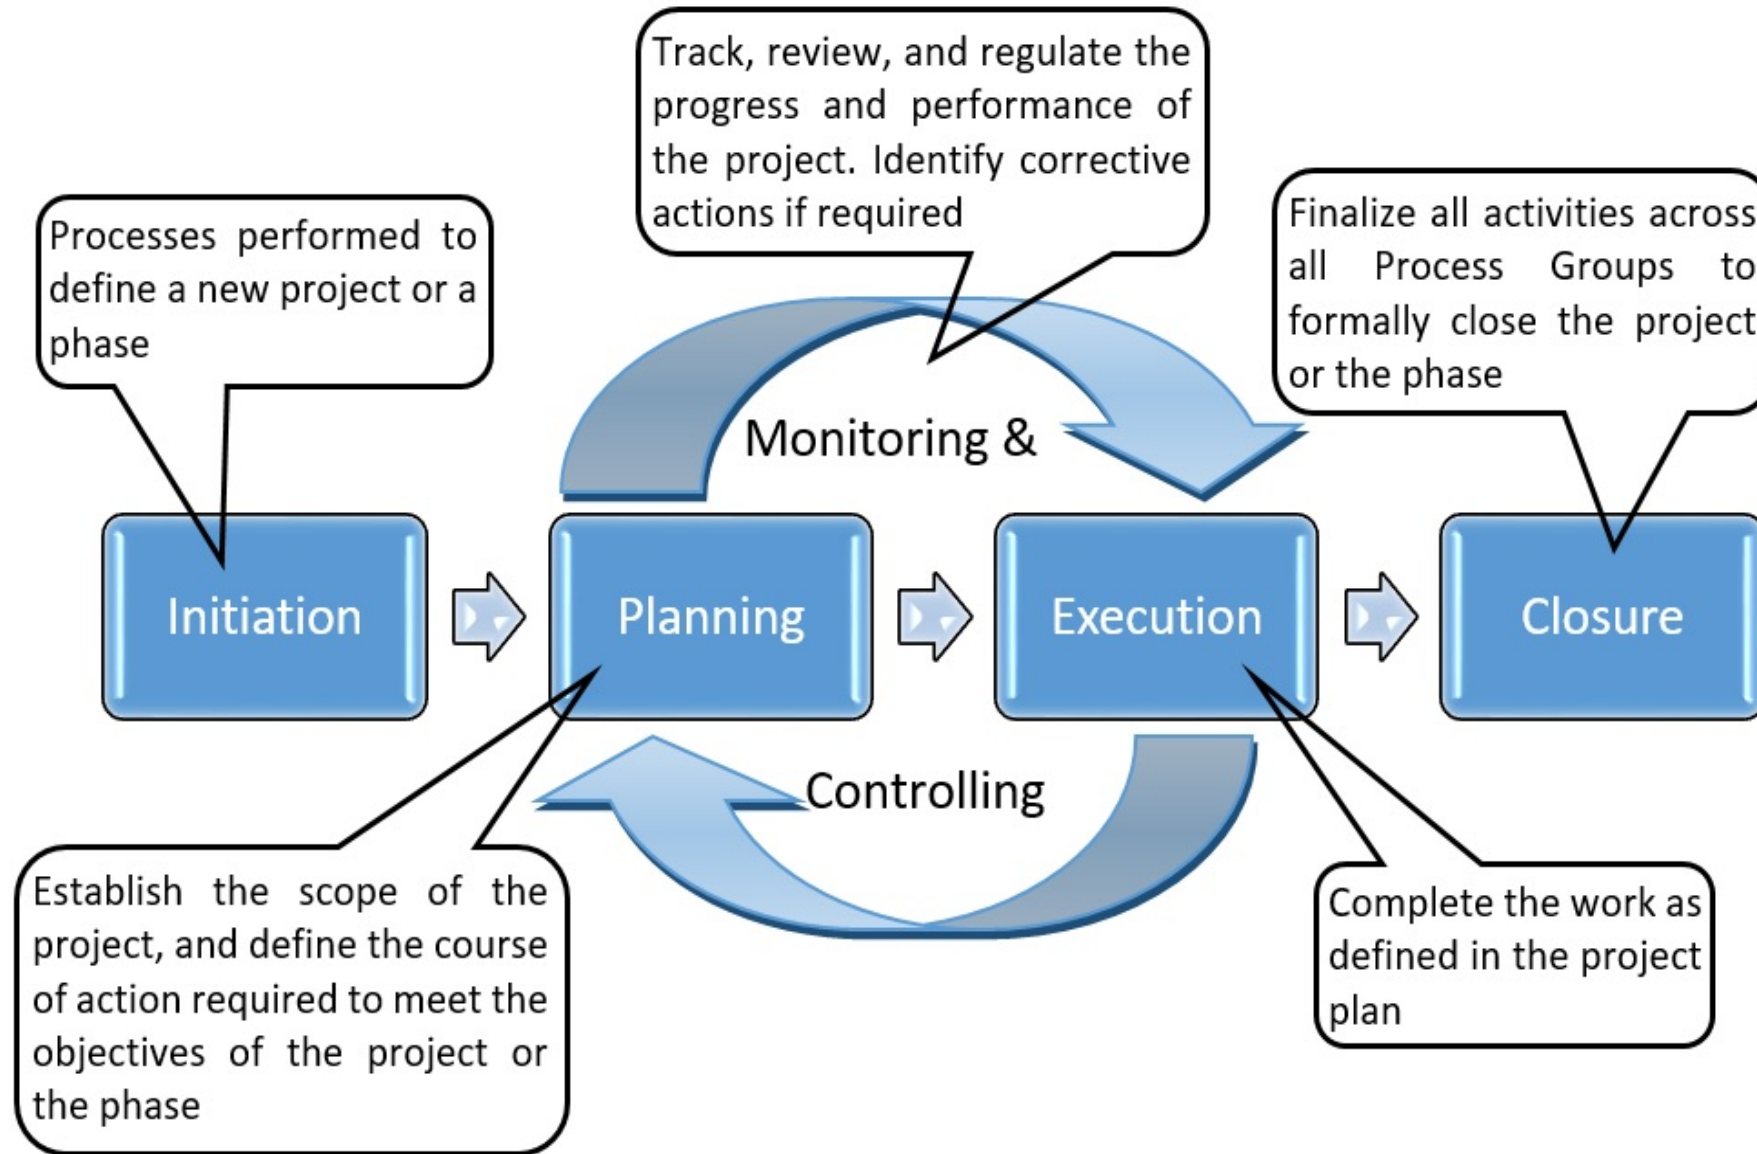 Track, review, and regulate the
progress and performance of
the project. Identify corrective
actions if required
Processes performed to
define a new project or a
phase
Finalize all activities across
all Process Groups to
formally close the project
or the phase
Monitoring &
Initiation
Planning
Execution
Closure
Controlling
Establish the scope of the
project, and define the course
of action required to meet the
objectives of the project or
the phase
Complete the work as
defined in the project
plan